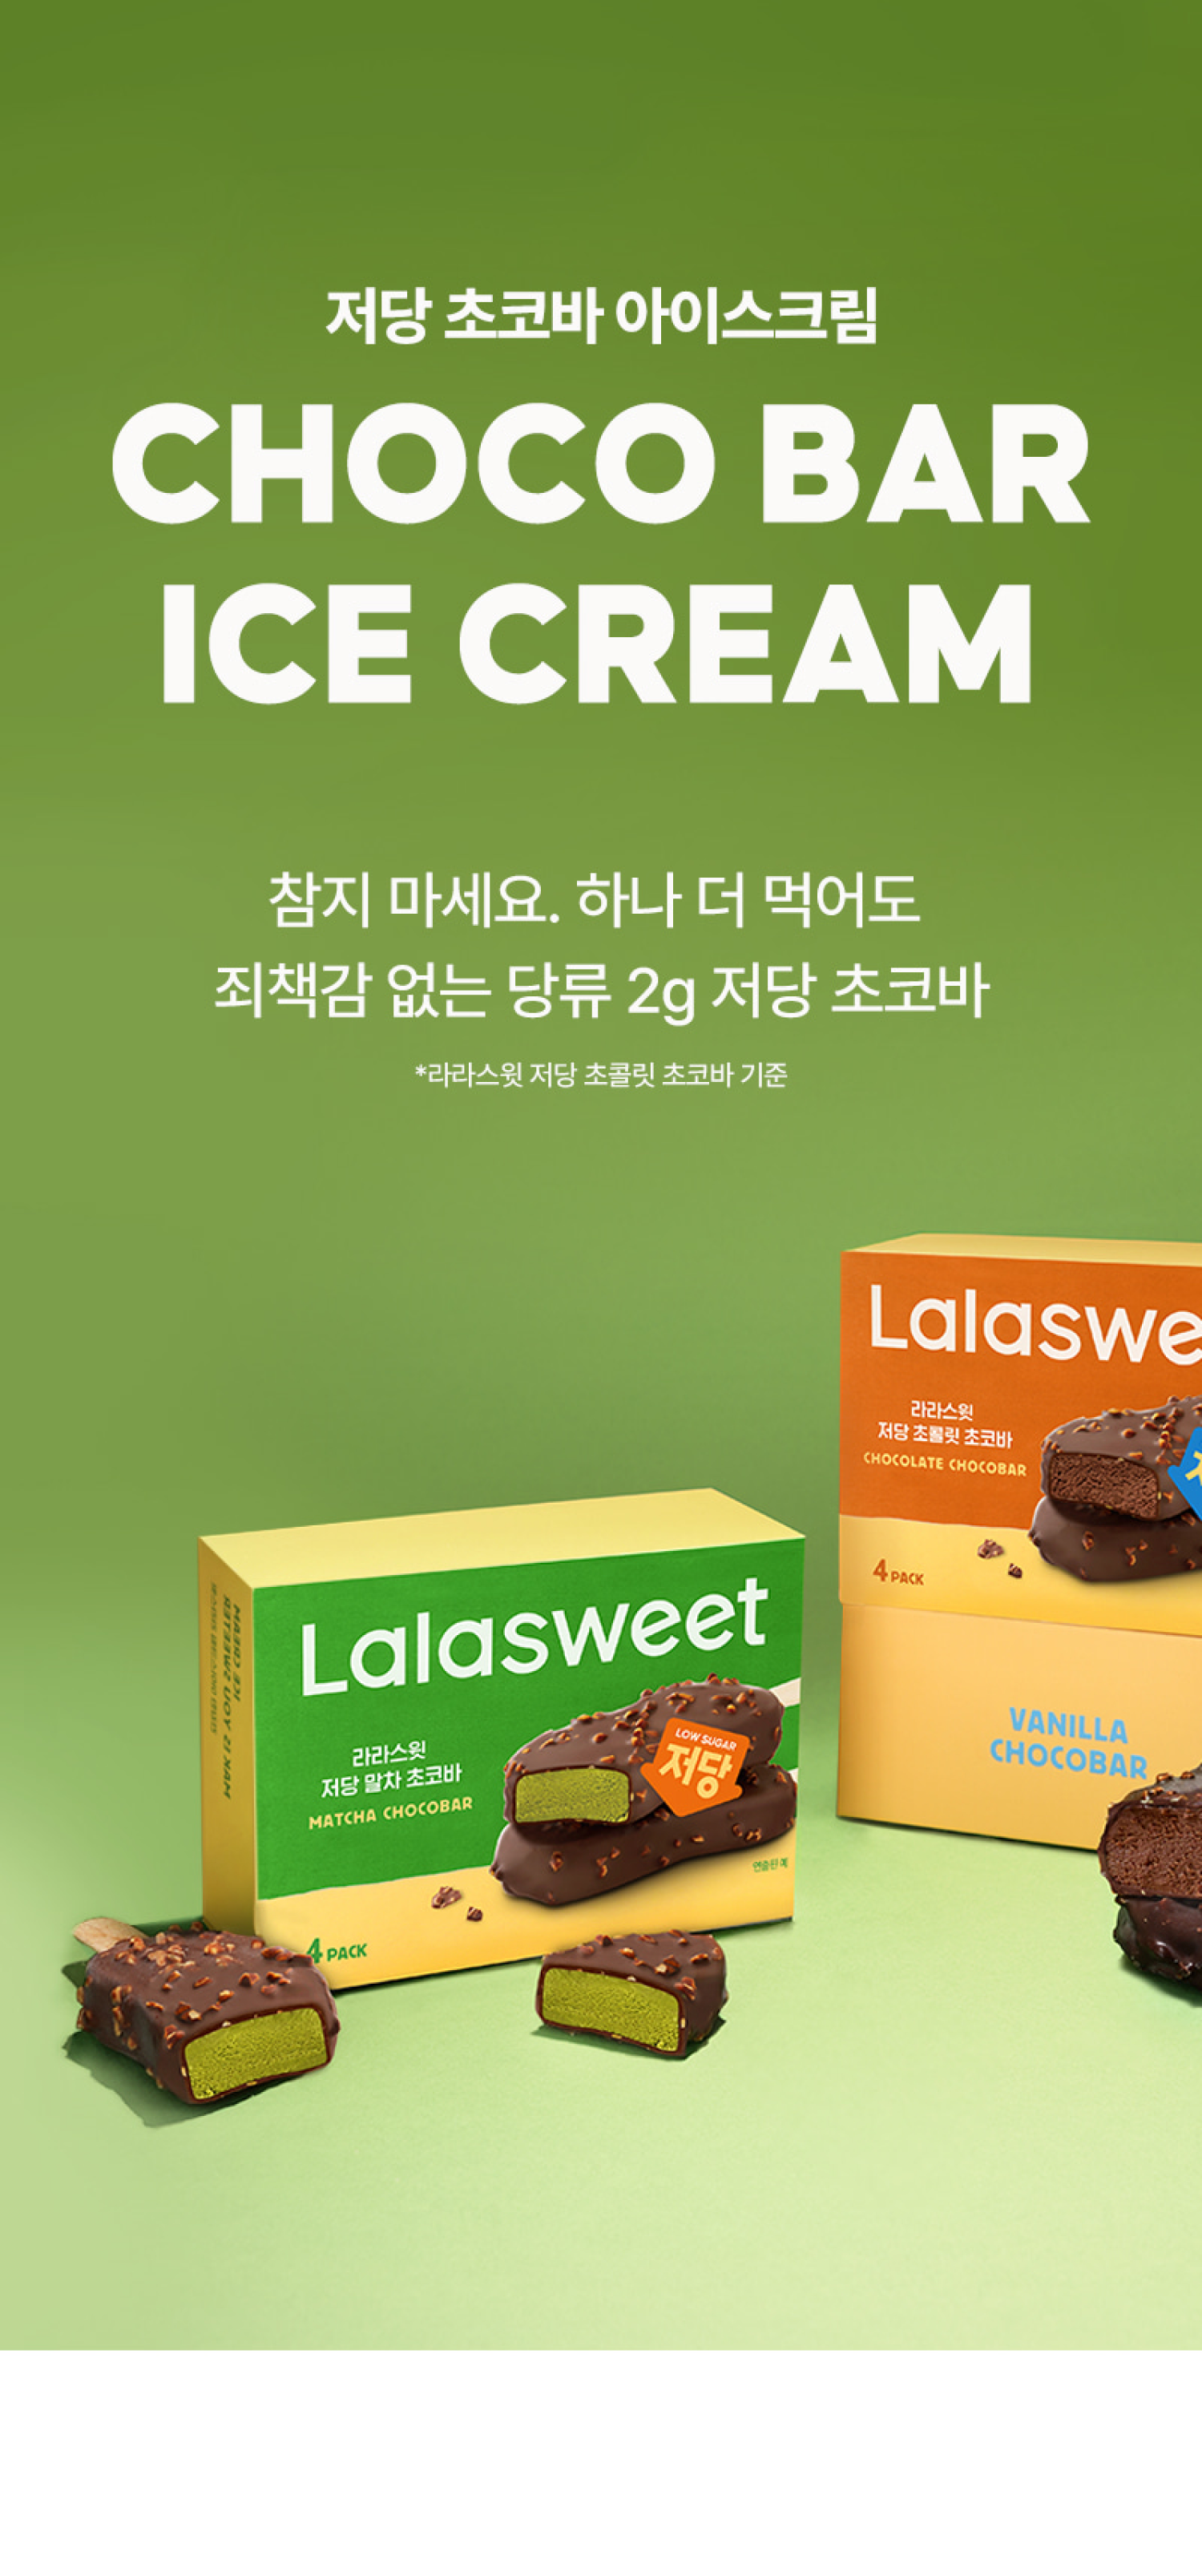 저당 초코바 아이스크림
CHOCO BAR
ICE CREAM
참지 마세요. 하나 더 먹어도
죄책감 없는 당류 2g 저당 초코바
*라라스윗 저당 초콜릿 초코바 기준
Lalaswe
라라스윗
저당 초콜릿 초코바
CHOCOLATE CHOCOBAR
4 PACK
VANILLA
CHOCOBAR
Lalasweet
라라스윗
저당 말차 초코바
MATCHA CHOCOBAR
LOW SUGAR
저당
연출된 예
4 PACK